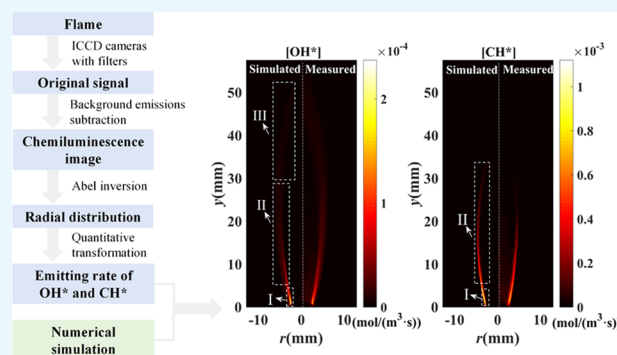 Flame
ICCD cameras
with filters
Original signal
Background emissions
subtraction
Chemiluminescence
image
Abel inversion
Radial distribution
Quantitative
transformation
Emitting rate of
OH* and CH*
Numerical
simulation
[OH*]
×10⁻⁴
Simulated
Measured
y(mm)
50
40
30
20
10
0
III
II
I
-10
0
10
r(mm)
2
1
0
(mol/(m³·s))
[CH*]
×10⁻³
Simulated
Measured
y(mm)
50
40
30
20
10
0
II
I
-10
0
10
r(mm)
1
0.8
0.6
0.4
0.2
0
(mol/(m³·s))